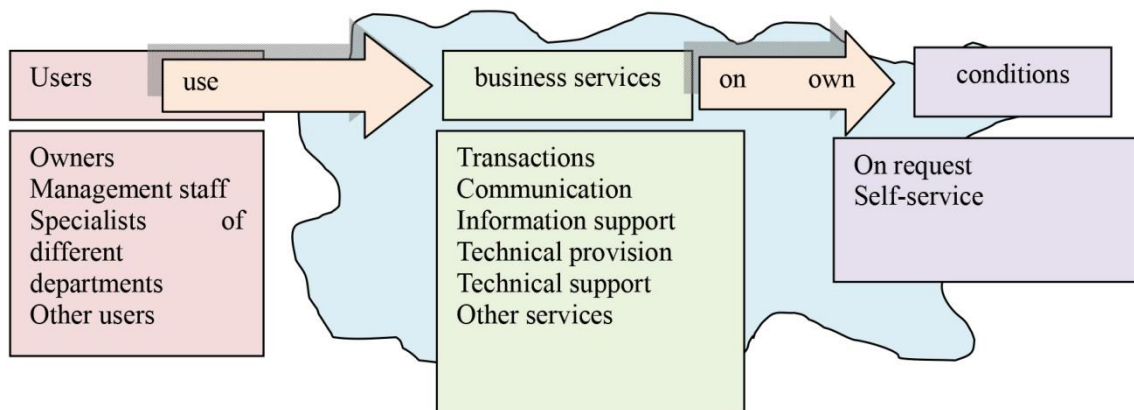 Users
use
business services
on own
conditions
Owners
Management staff
Specialists of
different
departments
Other users
Transactions
Communication
Information support
Technical provision
Technical support
Other services
On request
Self-service